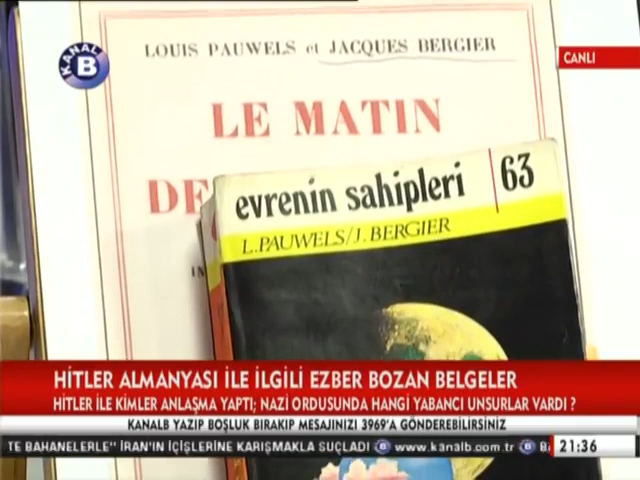 KANAL B
CANLI
LOUIS PAUWELS et JACQUES BERGIER
LE MATIN
DE
evrenin sahipleri 63
L.PAUWELS/J.BERGIER
HİTLER ALMANYASI İLE İLGİLİ EZBER BOZAN BELGELER
HİTLER İLE KİMLER ANLAŞMA YAPTI; NAZİ ORDUSUNDA HANGİ YABANCI UNSURLAR VARDI ?
KANALB YAZIP BOŞLUK BIRAKIP MESAJINIZI 3969'A GÖNDEREBİLİRSİNİZ
TE BAHANELERLE" İRAN'IN İÇİŞLERİNE KARIŞMAKLA SUÇLADI B www.kanalb.com.tr B 21:36